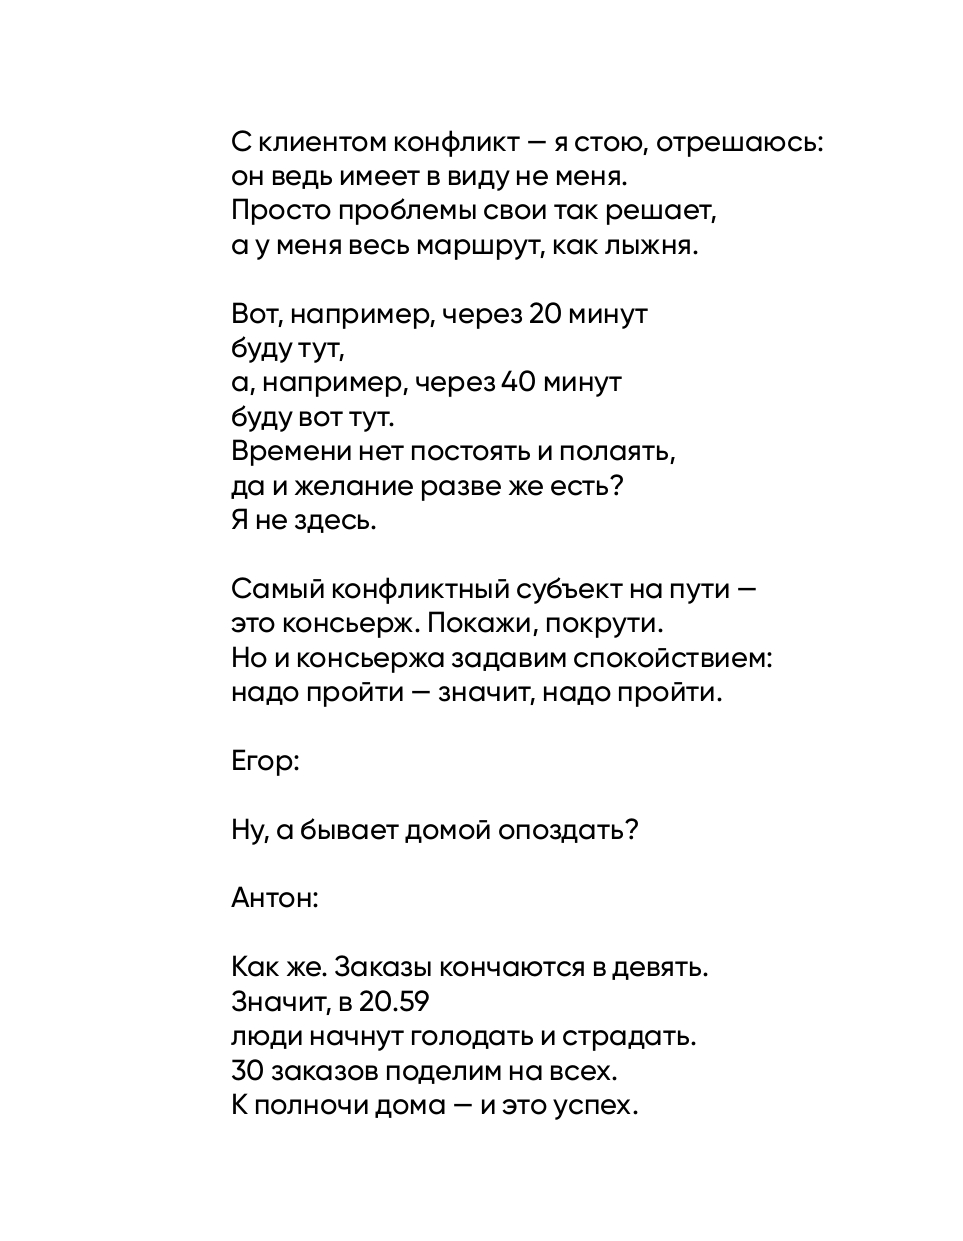 С клиентом конфликт — я стою, отрешаюсь:
он ведь имеет в виду не меня.
Просто проблемы свои так решает,
а у меня весь маршрут, как лыжня.
Вот, например, через 20 минут
буду тут,
а, например, через 40 минут
буду вот тут.
Времени нет постоять и полаять,
да и желание разве же есть?
Я не здесь.
Самый конфликтный субъект на пути —
это консьерж. Покажи, покрути.
Но и консьержа задавим спокойствием:
надо пройти — значит, надо пройти.
Егор:
Ну, а бывает домой опоздать?
Антон:
Как же. Заказы кончаются в девять.
Значит, в 20.59
люди начнут голодать и страдать.
30 заказов поделим на всех.
К полночи дома — и это успех.